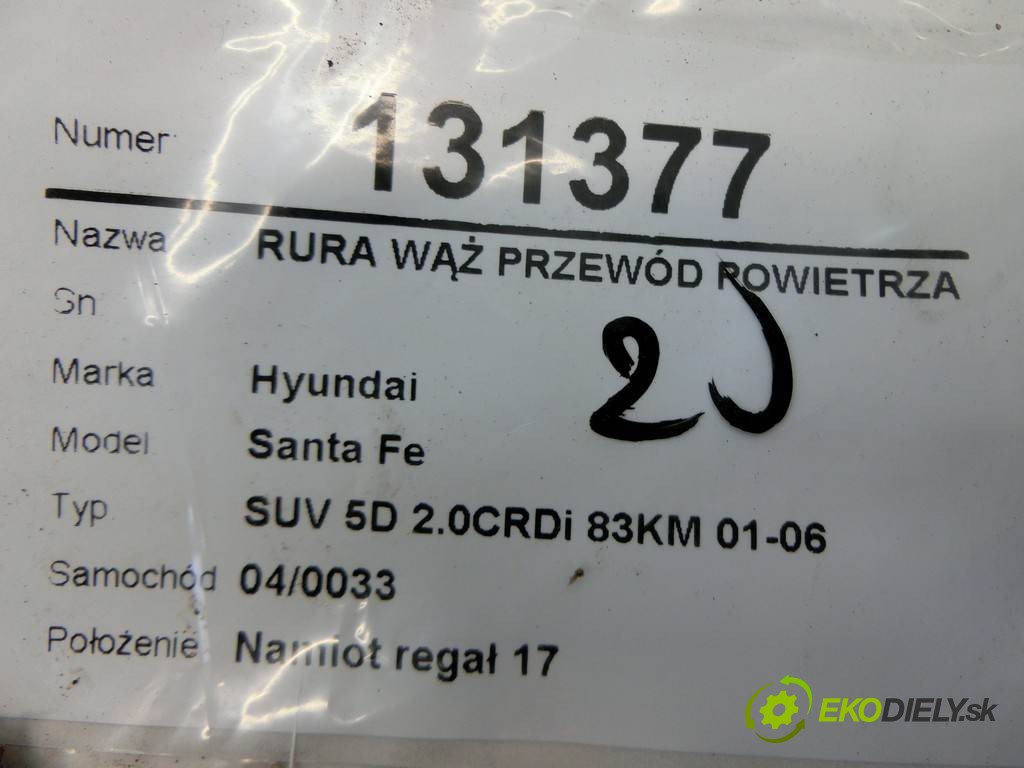 Numer 131377
Nazwa RURA WĄŻ PRZEWÓD POWIETRZA
Sn
Marka Hyundai
Model Santa Fe
Typ SUV 5D 2.0CRDi 83KM 01-06
Samochód 04/0033
Położenie Namiot regał 17
EKODIELY.sk